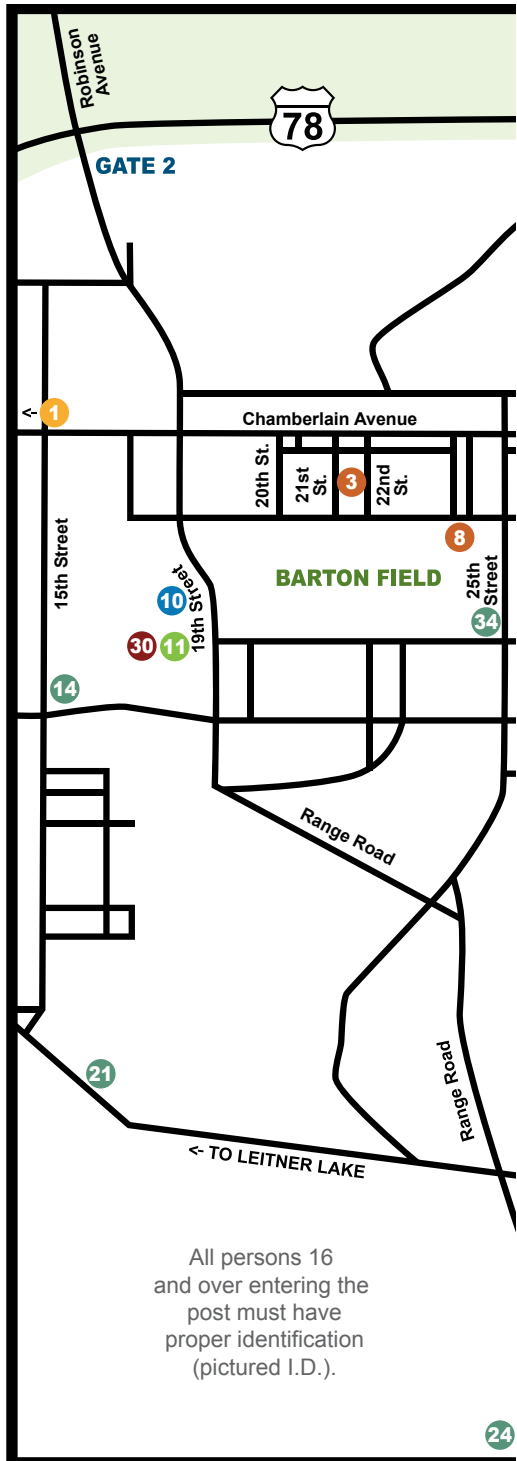 Robinson
Avenue
78
GATE 2
<- 1
Chamberlain Avenue
20th St.
21st
St.
3
22nd
St.
8
15th Street
19th Street
10
BARTON FIELD
25th
Street
34
30
11
14
Range Road
21
Range Road
<- TO LEITNER LAKE
All persons 16
and over entering the
post must have
proper identification
(pictured I.D.).
24